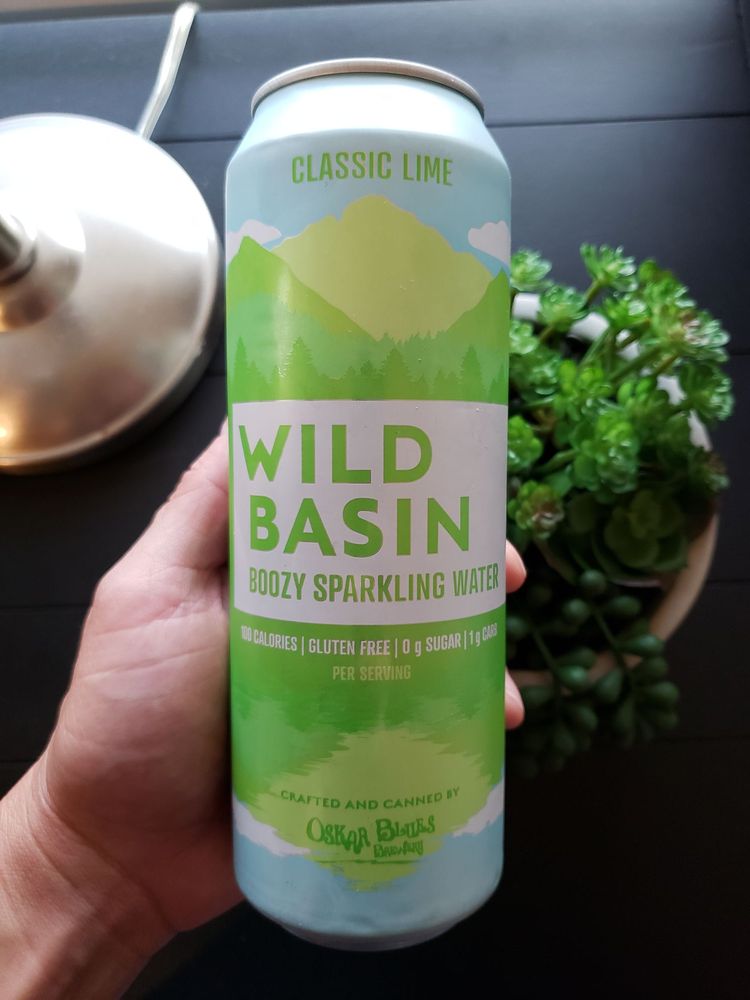 CLASSIC LIME
WILD
BASIN
BOOZY SPARKLING WATER
100 CALORIES | GLUTEN FREE | 0 g SUGAR | 1 g CARB
PER SERVING
CRAFTED AND CANNED BY
OSKAR BLUES
BREWERY